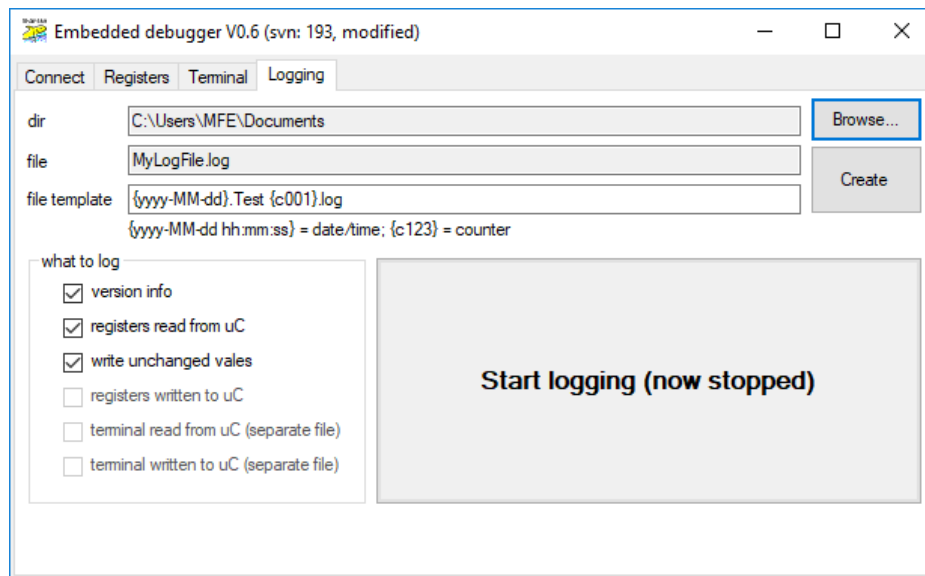 Embedded debugger V0.6 (svn: 193, modified)
Connect Registers Terminal Logging
dir C:\Users\MFE\Documents Browse...
file MyLogFile.log Create
file template {yyyy-MM-dd}.Test {c001}.log
{yyyy-MM-dd hh:mm:ss} = date/time; {c123} = counter
what to log
version info
registers read from uC
write unchanged vales
registers written to uC
terminal read from uC (separate file)
terminal written to uC (separate file)
Start logging (now stopped)